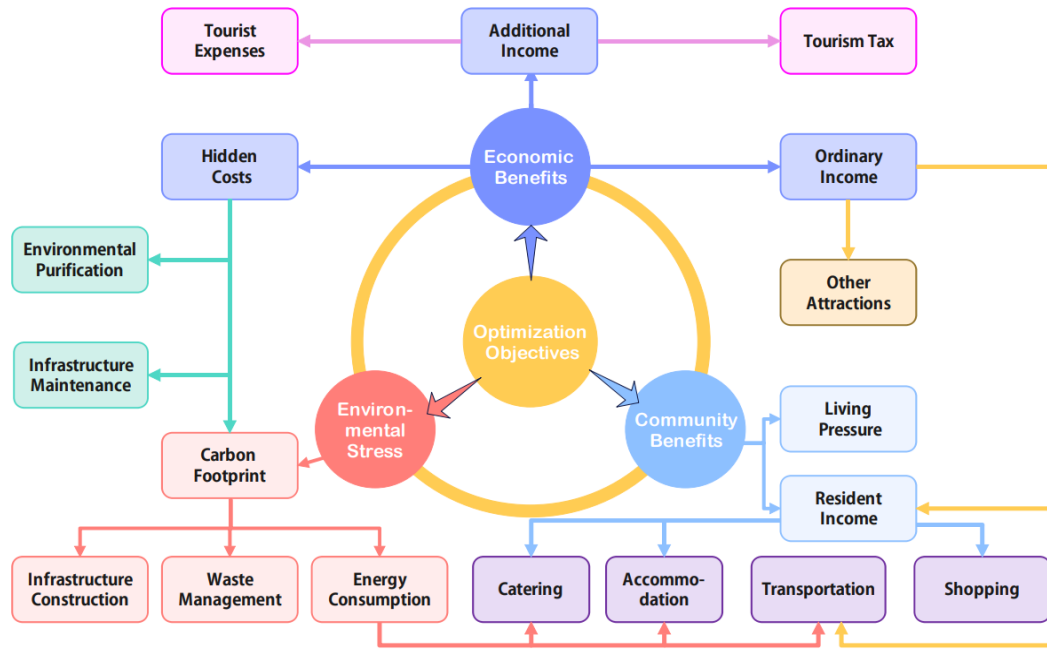 Tourist
Expenses
Additional
Income
Tourism Tax
Hidden
Costs
Economic
Benefits
Ordinary
Income
Environmental
Purification
Other
Attractions
Optimization
Objectives
Infrastructure
Maintenance
Environ-
mental
Stress
Community
Benefits
Living
Pressure
Carbon
Footprint
Resident
Income
Infrastructure
Construction
Waste
Management
Energy
Consumption
Catering
Accommo-
dation
Transportation
Shopping